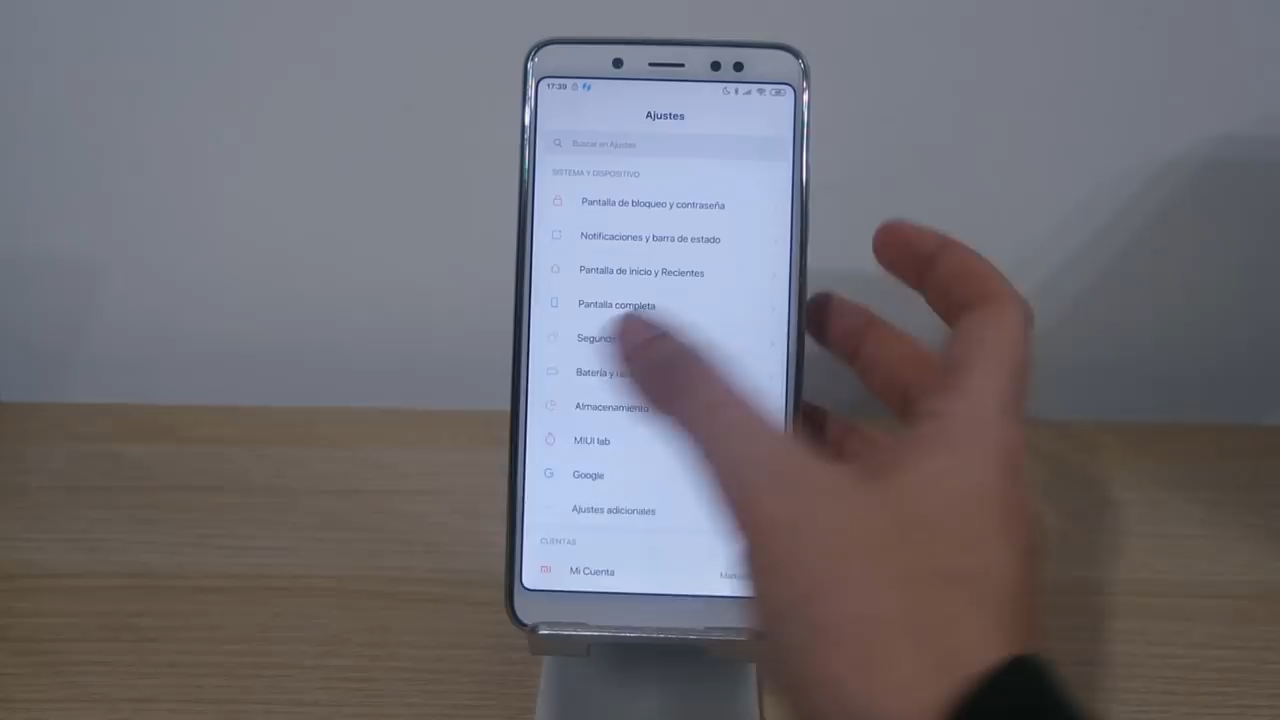 17:39
Ajustes
Buscar en Ajustes
SISTEMA Y DISPOSITIVO
Pantalla de bloqueo y contraseña
Notificaciones y barra de estado
Pantalla de inicio y Recientes
Pantalla completa
Batería y
Almacenamiento
MIUI lab
Google
Ajustes adicionales
CUENTAS
Mi Cuenta